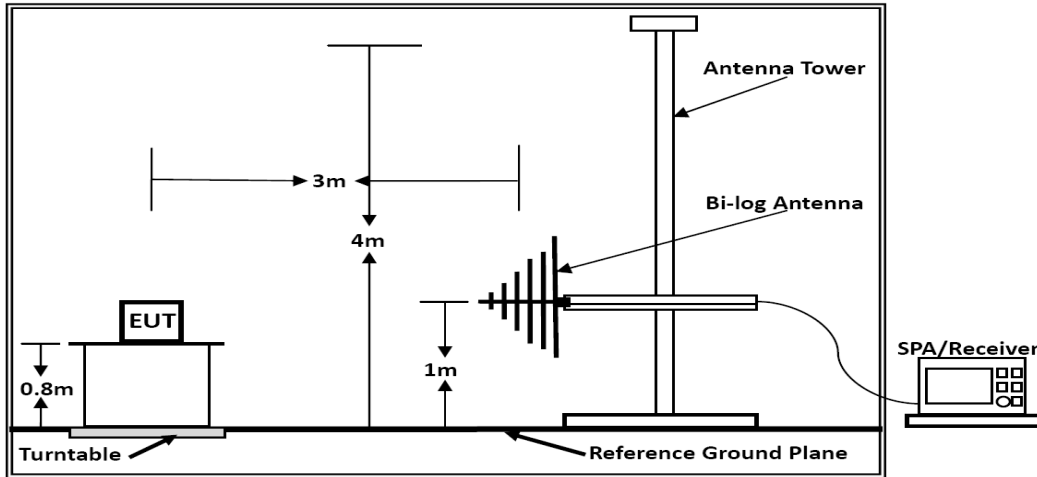 Antenna Tower
3m
Bi-log Antenna
4m
EUT
1m
0.8m
SPA/Receiver
Turntable
Reference Ground Plane